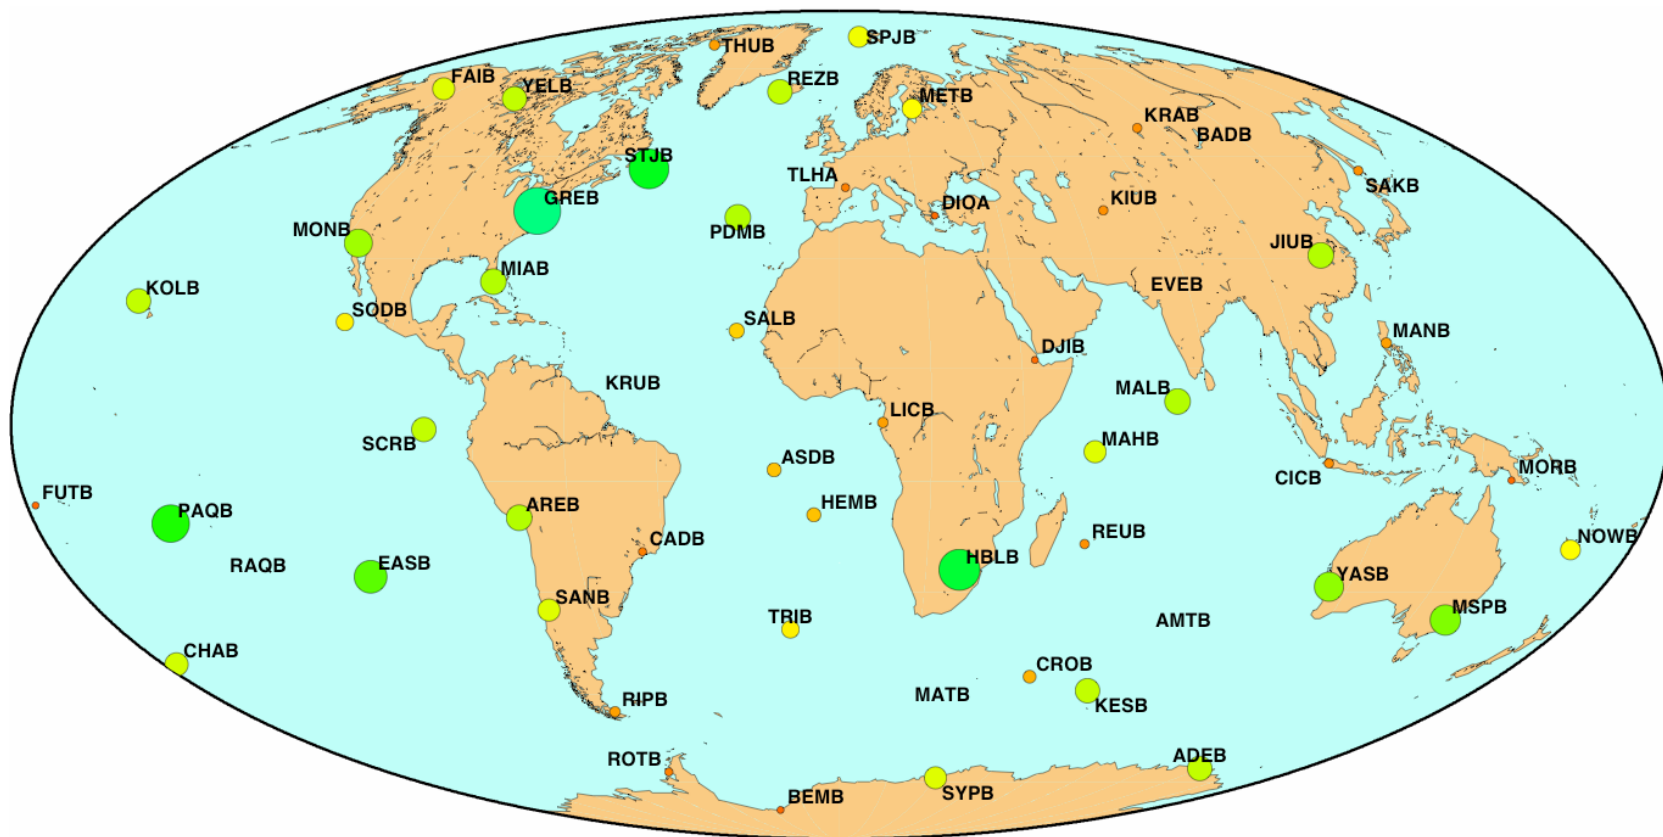 SPJB
THUB
FAIB
YELB
REZB
METB
KRAB
BADB
STJB
TLHA
SAKB
GREB
DIOA
KIUB
MONB
PDMB
JIUB
MIAB
KOLB
EVEB
SODB
SALB
MANB
DJIB
KRUB
MALB
LICB
SCRB
MAHB
ASDB
MORB
CICB
FUTB
PAQB
AREB
HEMB
CADB
REUB
NOWB
RAQB
EASB
HBLB
YASB
SANB
MSPB
TRIB
AMTB
CHAB
CROB
RIPB
MATB
KESB
ROTB
ADEB
BEMB
SYPB